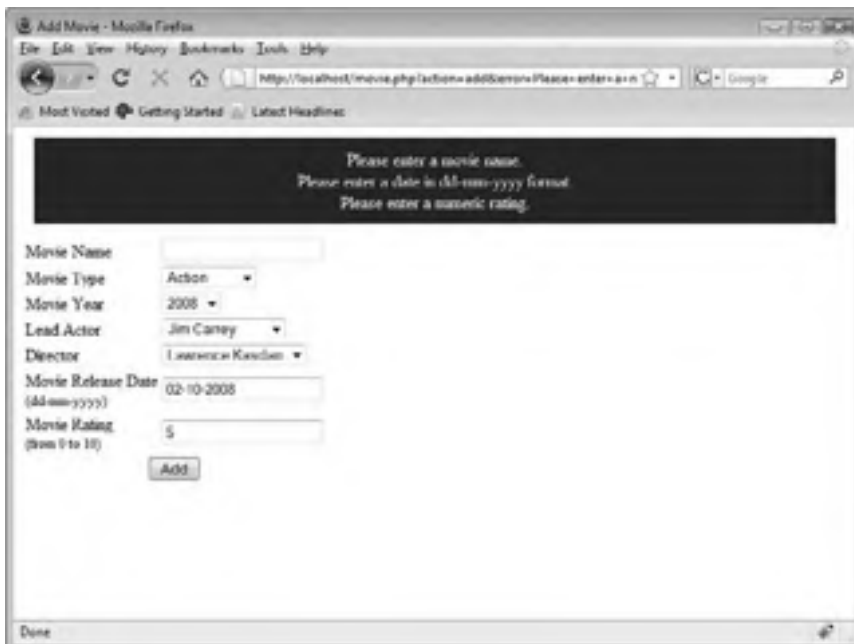 Add Movie - Mozilla Firefox
File Edit View History Bookmarks Tools Help
http://localhost/movie.php?action=add&error=Please+enter+a+n
Google
Most Visited Getting Started Latest Headlines
Please enter a movie name.
Please enter a date in dd-mm-yyyy format
Please enter a numeric rating.
Movie Name
Movie Type Action
Movie Year 2008
Lead Actor Jim Carrey
Director Lawrence Kasdan
Movie Release Date
(dd-mm-yyyy) 02-10-2008
Movie Rating
(from 0 to 10) 5
Add
Done